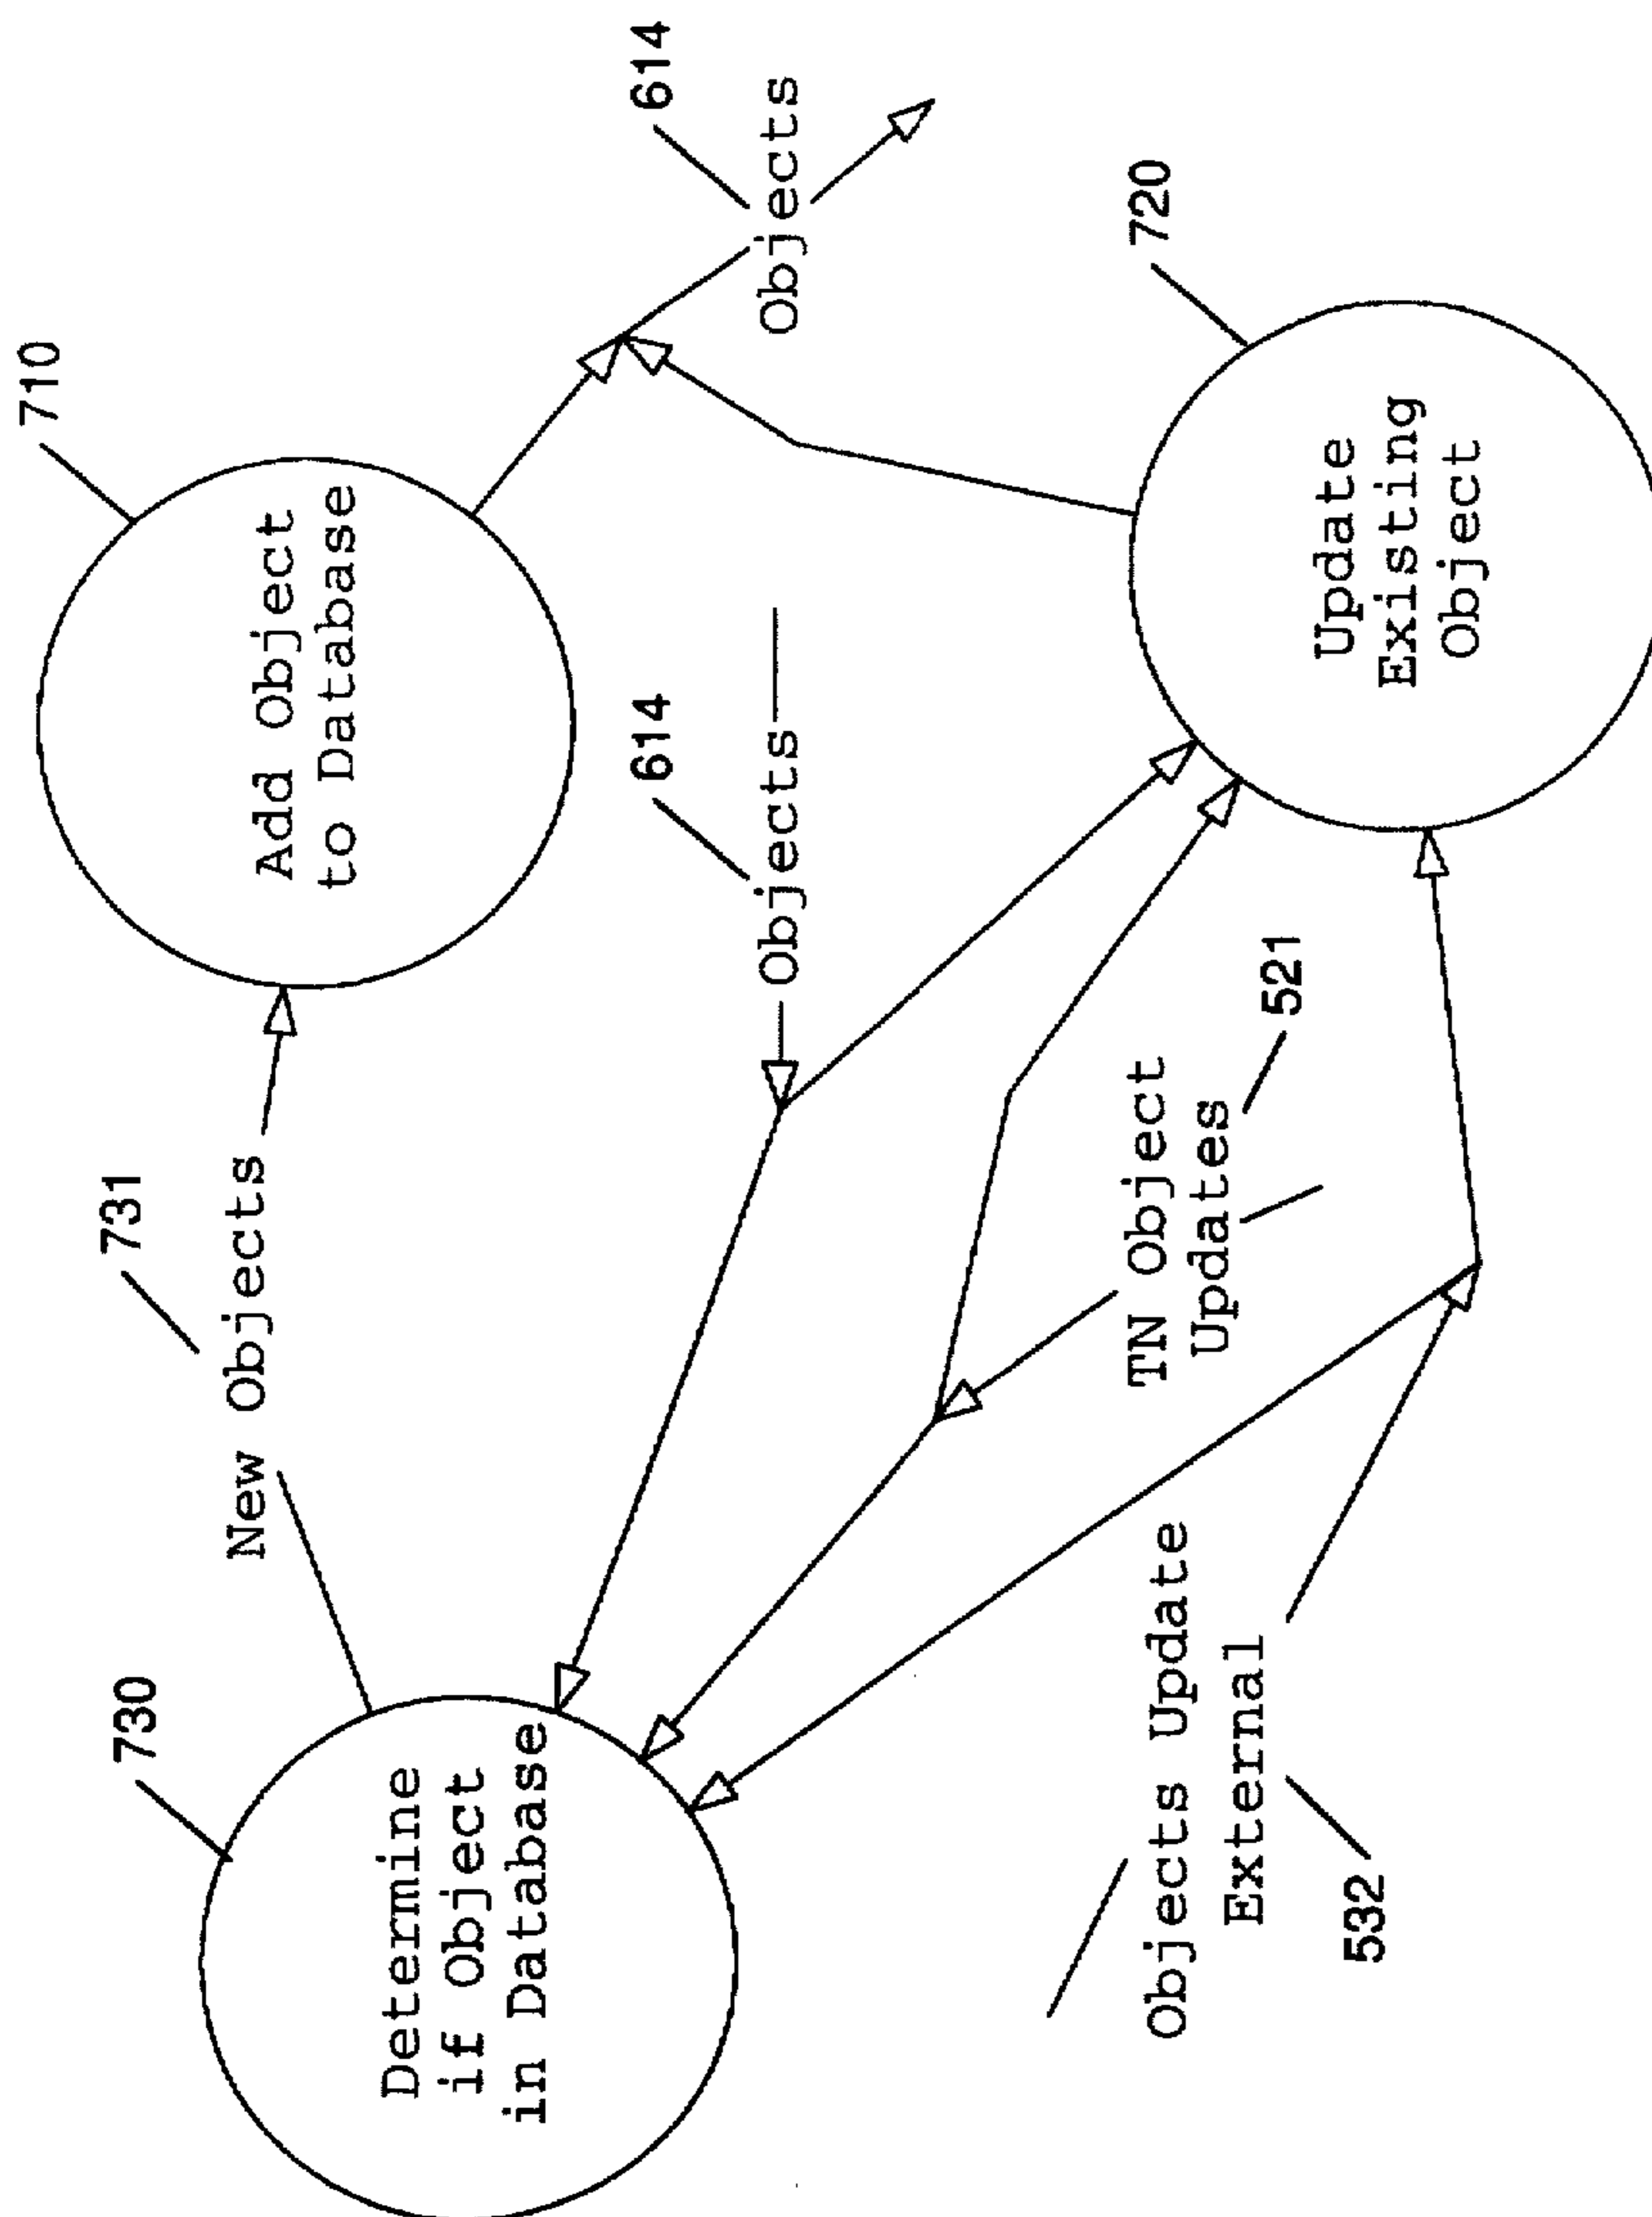 710
Add Object
to Database
731
New Objects
730
Determine
if Object
in Database
614
Objects
614
Objects
720
Update
Existing
Object
TN Object
Updates
521
Objects Update
External
532